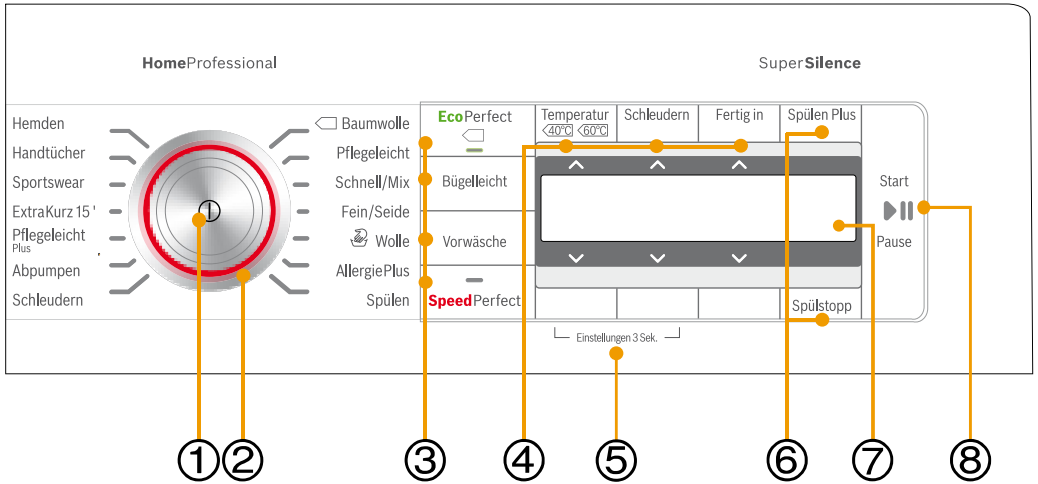 HomeProfessional
SuperSilence
Hemden
Handtücher
Sportswear
ExtraKurz 15 '
Pflegeleicht
Plus
Abpumpen
Schleudern
Baumwolle
Pflegeleicht
Schnell/Mix
Fein/Seide
Wolle
AllergiePlus
Spülen
EcoPerfect
Bügelleicht
Vorwäsche
SpeedPerfect
Temperatur
40°C 60°C
Schleudern
Fertig in
Spülen Plus
Spülstopp
Einstellungen 3 Sek.
Start
Pause
① ② ③ ④ ⑤ ⑥ ⑦ ⑧